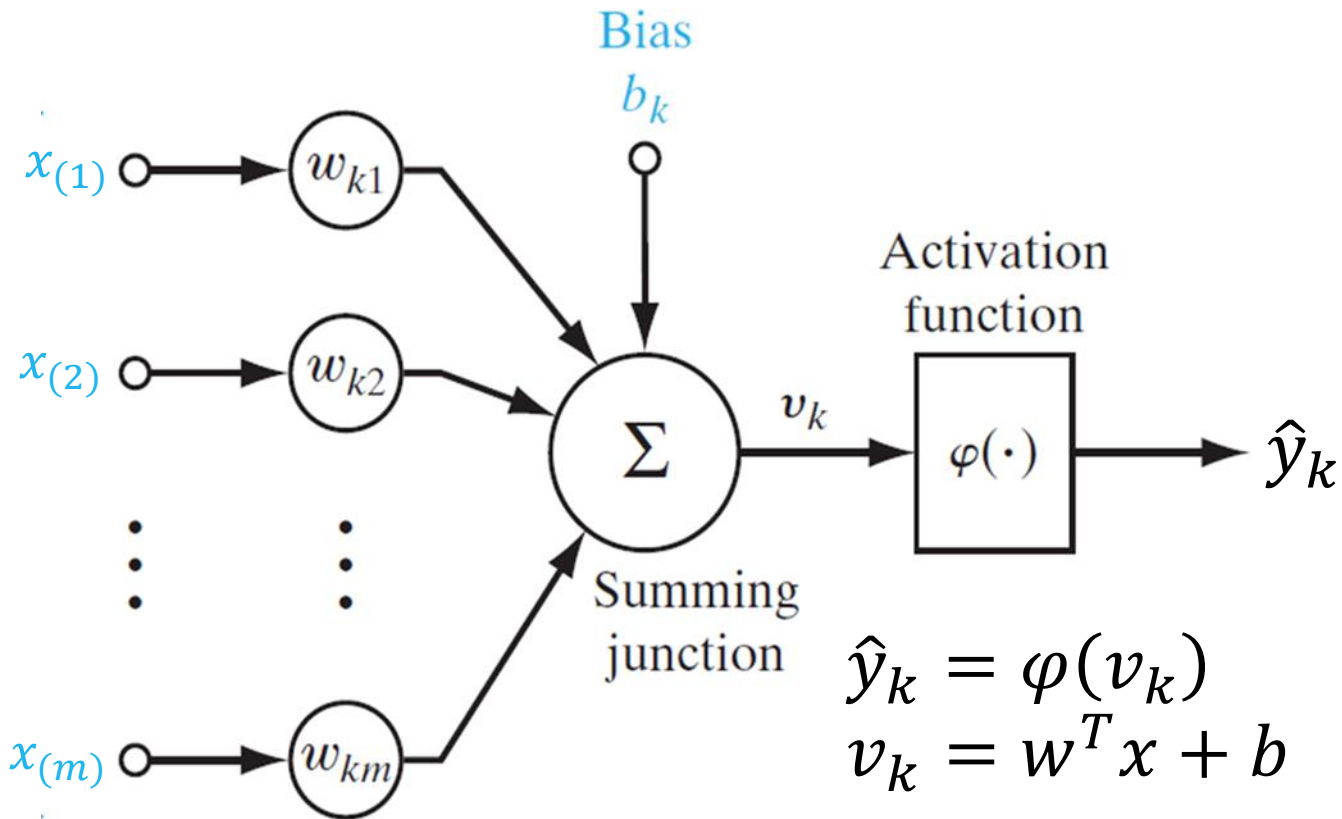 Bias
b_k
x_(1)
w_k1
x_(2)
w_k2
x_(m)
w_km
Σ
Summing
junction
v_k
Activation
function
φ(·)
ŷ_k
ŷ_k = φ(v_k)
v_k = w^T x + b